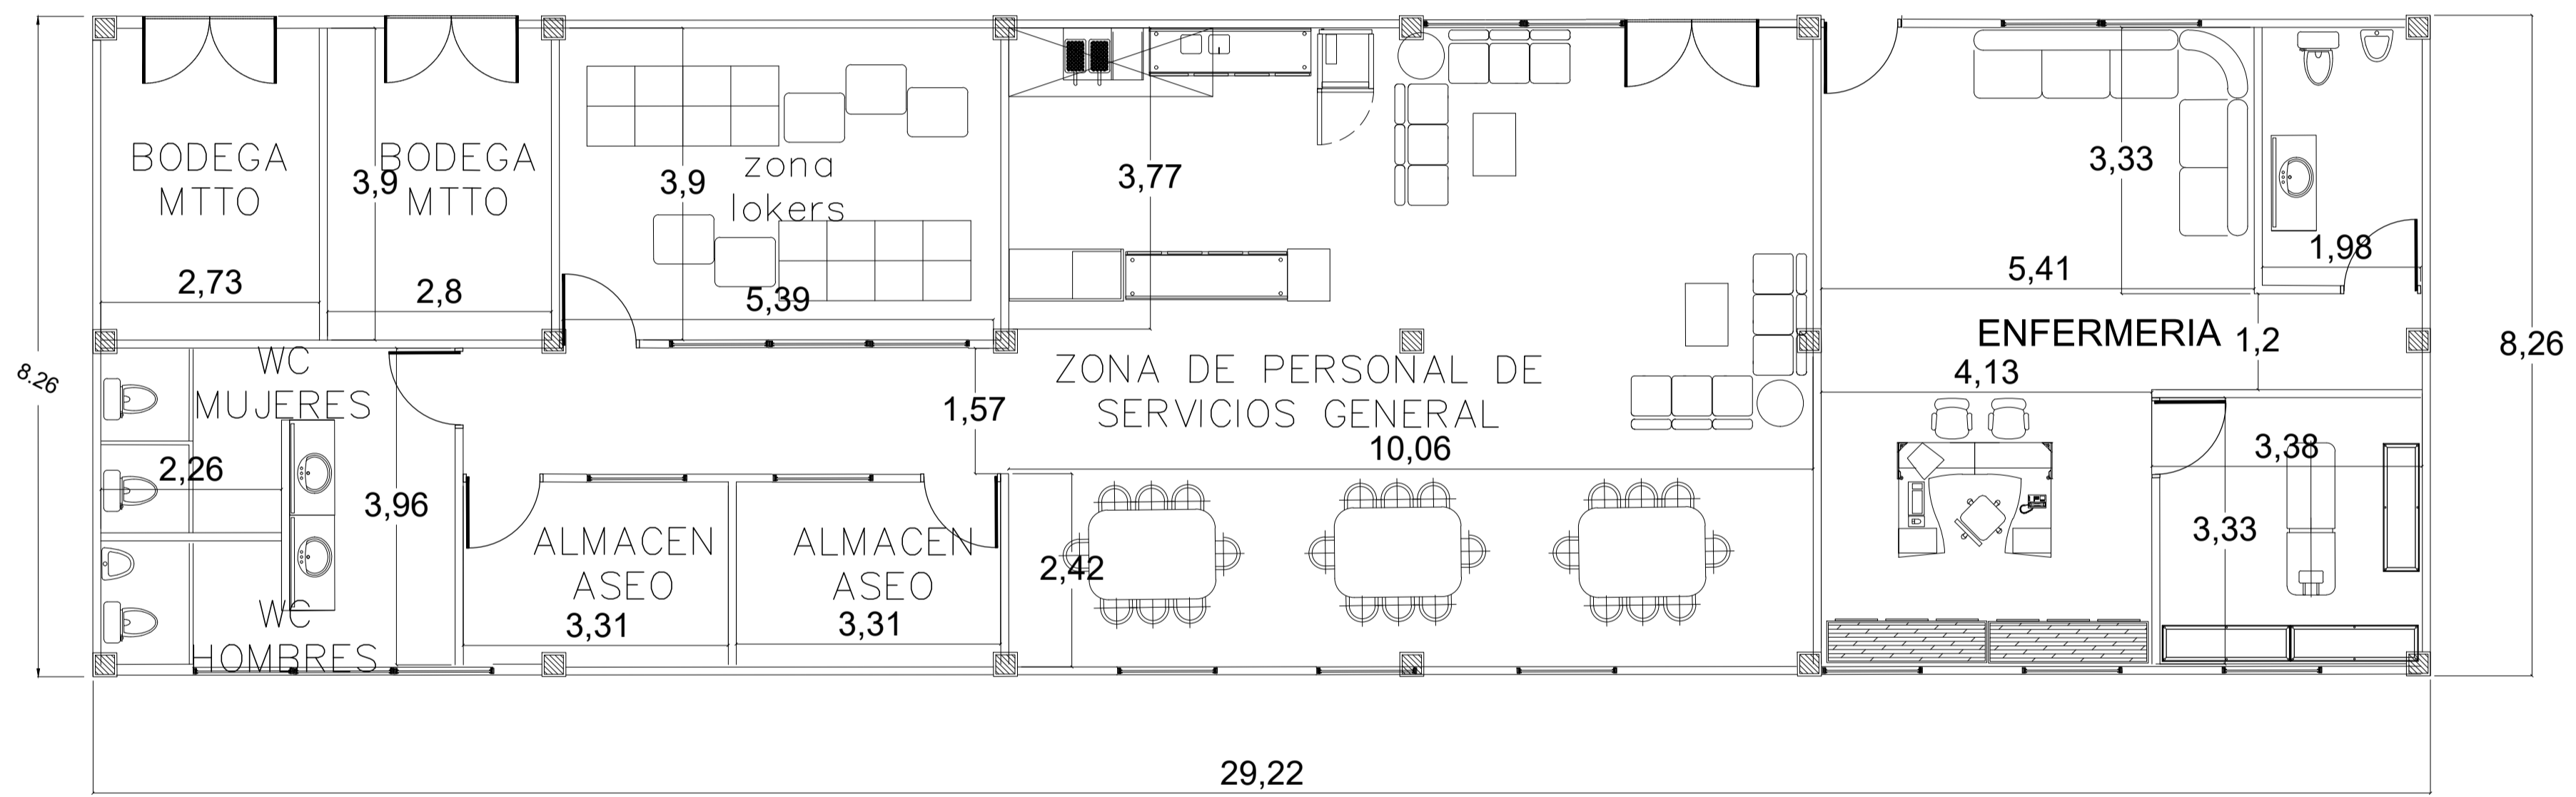 BODEGA
MTTO
2,73
3,9
BODEGA
MTTO
2,8
3,9
zona
lokers
5,39
3,77
3,33
5,41
1,98
ENFERMERIA
1,2
4,13
8.26
8,26
WC
MUJERES
2,26
3,96
WC
HOMBRES
1,57
ZONA DE PERSONAL DE
SERVICIOS GENERAL
10,06
ALMACEN
ASEO
3,31
ALMACEN
ASEO
3,31
2,42
3,38
3,33
29,22